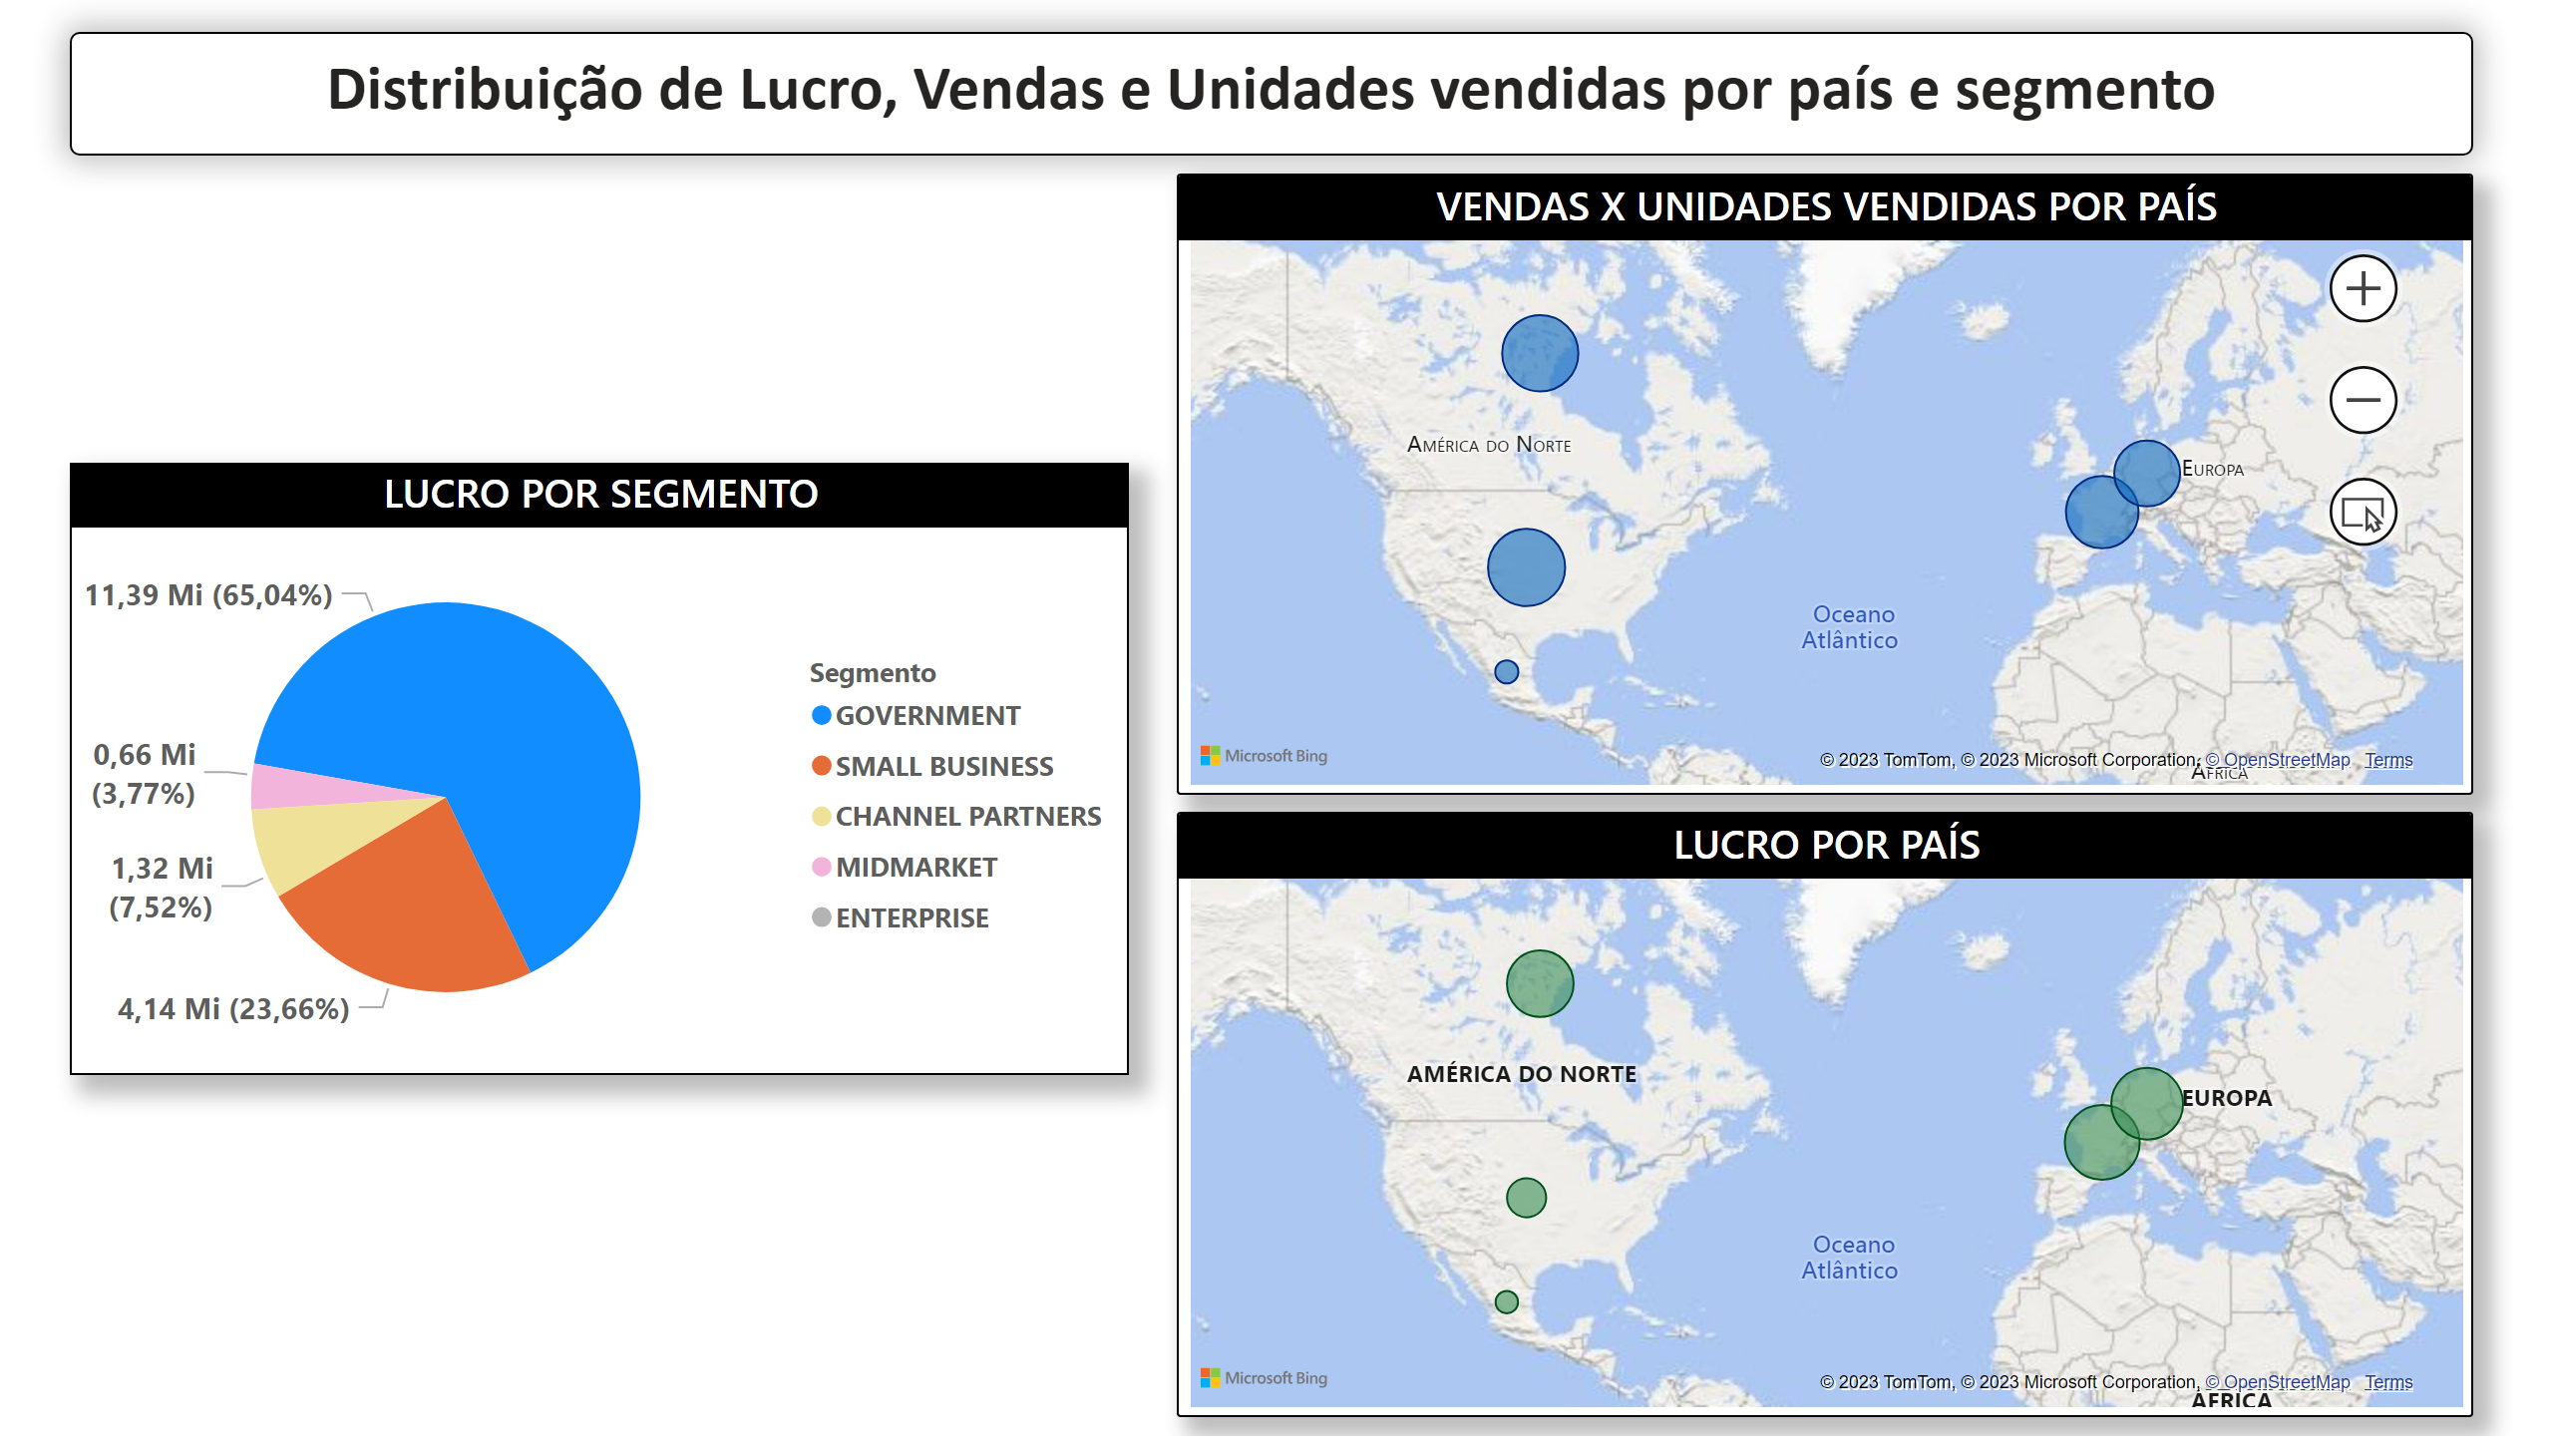 Distribuição de Lucro, Vendas e Unidades vendidas por país e segmento
LUCRO POR SEGMENTO
11,39 Mi (65,04%)
0,66 Mi
(3,77%)
1,32 Mi
(7,52%)
4,14 Mi (23,66%)
Segmento
GOVERNMENT
SMALL BUSINESS
CHANNEL PARTNERS
MIDMARKET
ENTERPRISE
VENDAS X UNIDADES VENDIDAS POR PAÍS
AMÉRICA DO NORTE
EUROPA
Oceano
Atlântico
ÁFRICA
Microsoft Bing
© 2023 TomTom, © 2023 Microsoft Corporation, © OpenStreetMap Terms
LUCRO POR PAÍS
AMÉRICA DO NORTE
EUROPA
Oceano
Atlântico
Microsoft Bing
© 2023 TomTom, © 2023 Microsoft Corporation, © OpenStreetMap Terms
ÁFRICA